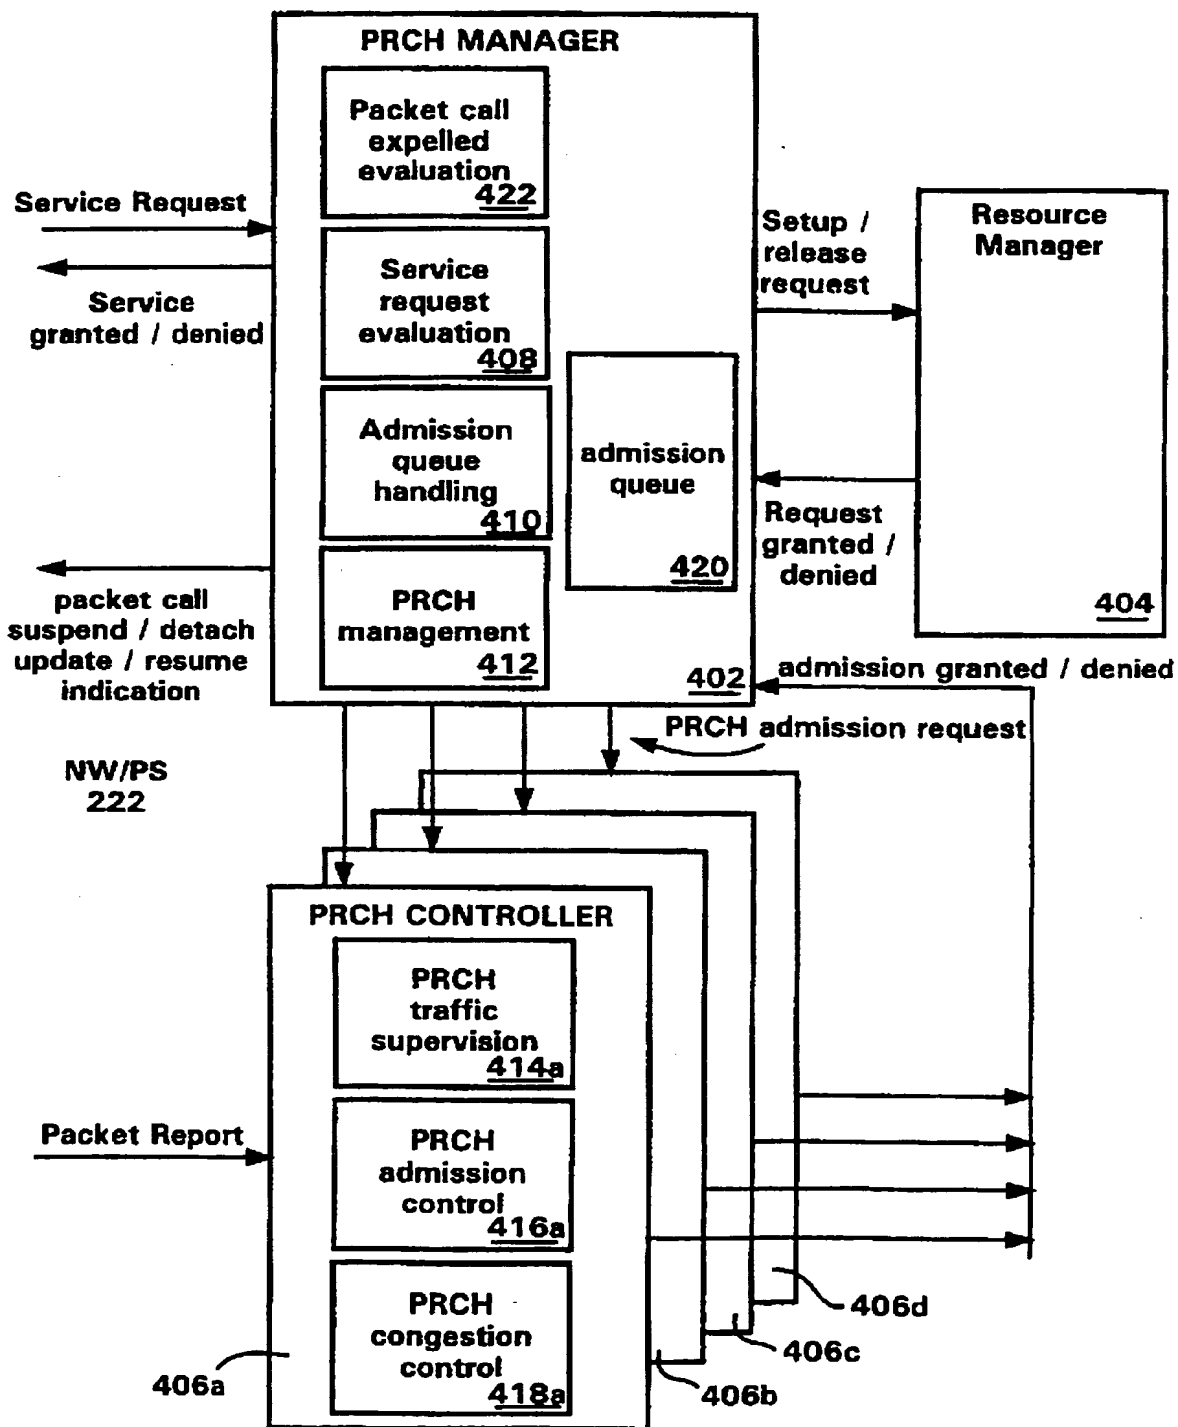 PRCH MANAGER
Packet call
expelled
evaluation
422
Service Request
Service
granted / denied
Service
request
evaluation
408
Setup /
release
request
Resource
Manager
Admission
queue
handling
410
admission
queue
420
Request
granted /
denied
404
packet call
suspend / detach
update / resume
indication
PRCH
management
412
402
admission granted / denied
PRCH admission request
NW/PS
222
PRCH CONTROLLER
PRCH
traffic
supervision
414a
Packet Report
PRCH
admission
control
416a
PRCH
congestion
control
418a
406a
406b
406c
406d